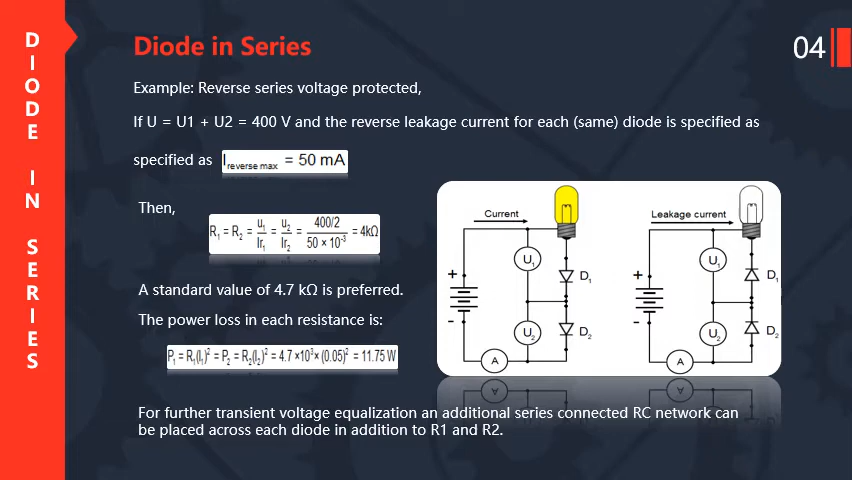 DIODE IN SERIES
Diode in Series
04
Example: Reverse series voltage protected,
If U = U1 + U2 = 400 V and the reverse leakage current for each (same) diode is specified as
specified as I reverse max = 50 mA
Then,
R₁ = R₂ = u₁/Ir₁ = u₂/Ir₂ = 400/2 / 50 × 10⁻³ = 4kΩ
A standard value of 4.7 kΩ is preferred.
The power loss in each resistance is:
P₁ = R₁(I₁)² = P₂ = R₂(I₂)² = 4.7 ×10³× (0.05)² = 11.75 W
Current
U₁
D₁
+
-
U₂
D₂
A
Leakage current
U₁
D₁
+
-
U₂
D₂
A
For further transient voltage equalization an additional series connected RC network can
be placed across each diode in addition to R1 and R2.